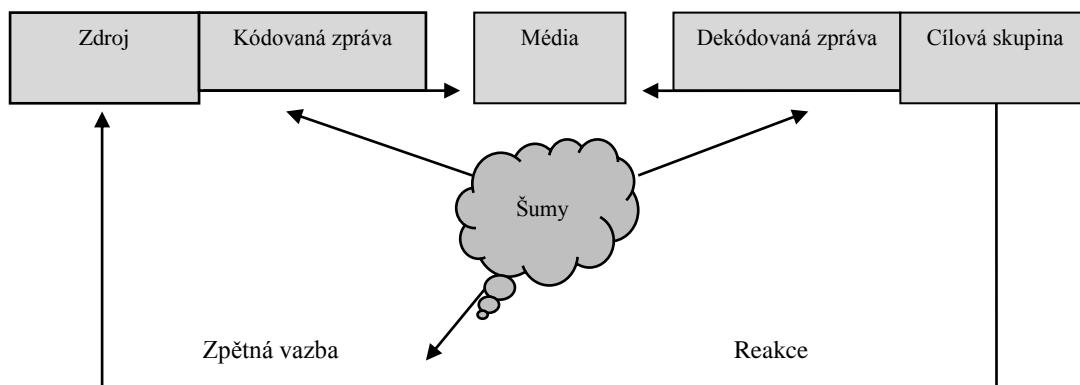 Zdroj
Kódovaná zpráva
Média
Dekódovaná zpráva
Cílová skupina
Šumy
Zpětná vazba
Reakce